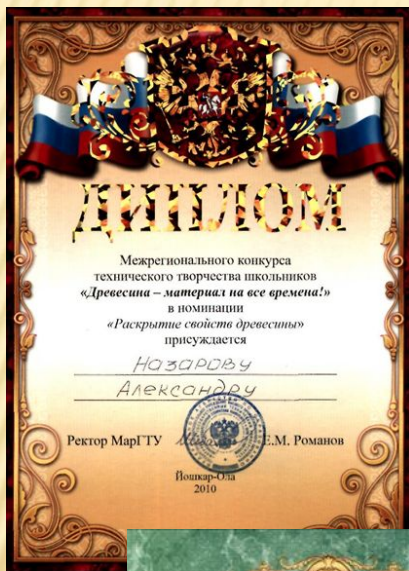 ДИПЛОМ
Межрегионального конкурса
технического творчества школьников
«Древесина – материал на все времена!»
в номинации
«Раскрытие свойств древесины»
присуждается
Назарову
Александру
Ректор МарГТУ Е.М. Романов
Йошкар-Ола
2010